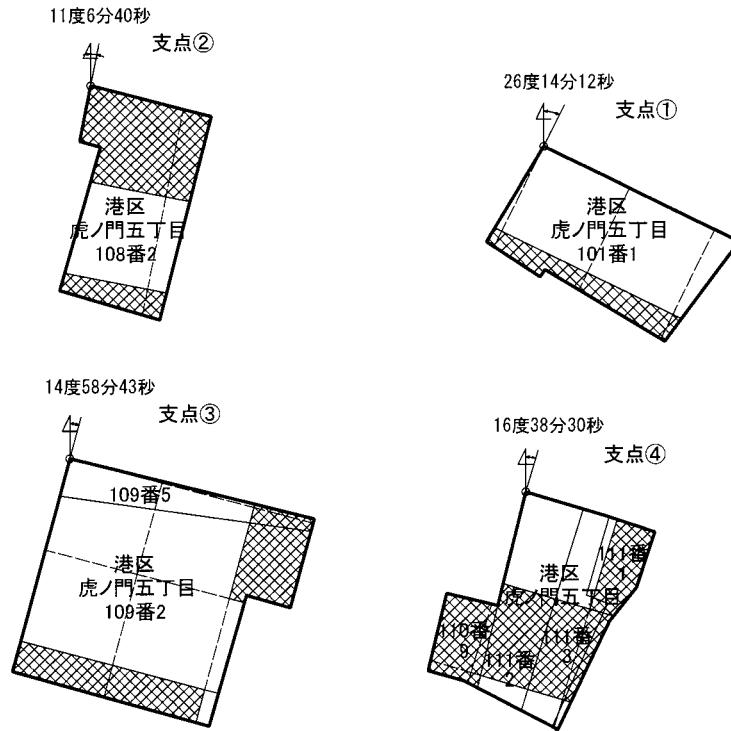 11度6分40秒
支点②
港区
虎ノ門五丁目
108番2
26度14分12秒
支点①
港区
虎ノ門五丁目
101番1
14度58分43秒
支点③
109番5
港区
虎ノ門五丁目
109番2
16度38分30秒
支点④
111番
1
港区
虎ノ門五丁目
110番
9
111番
2
111番
3